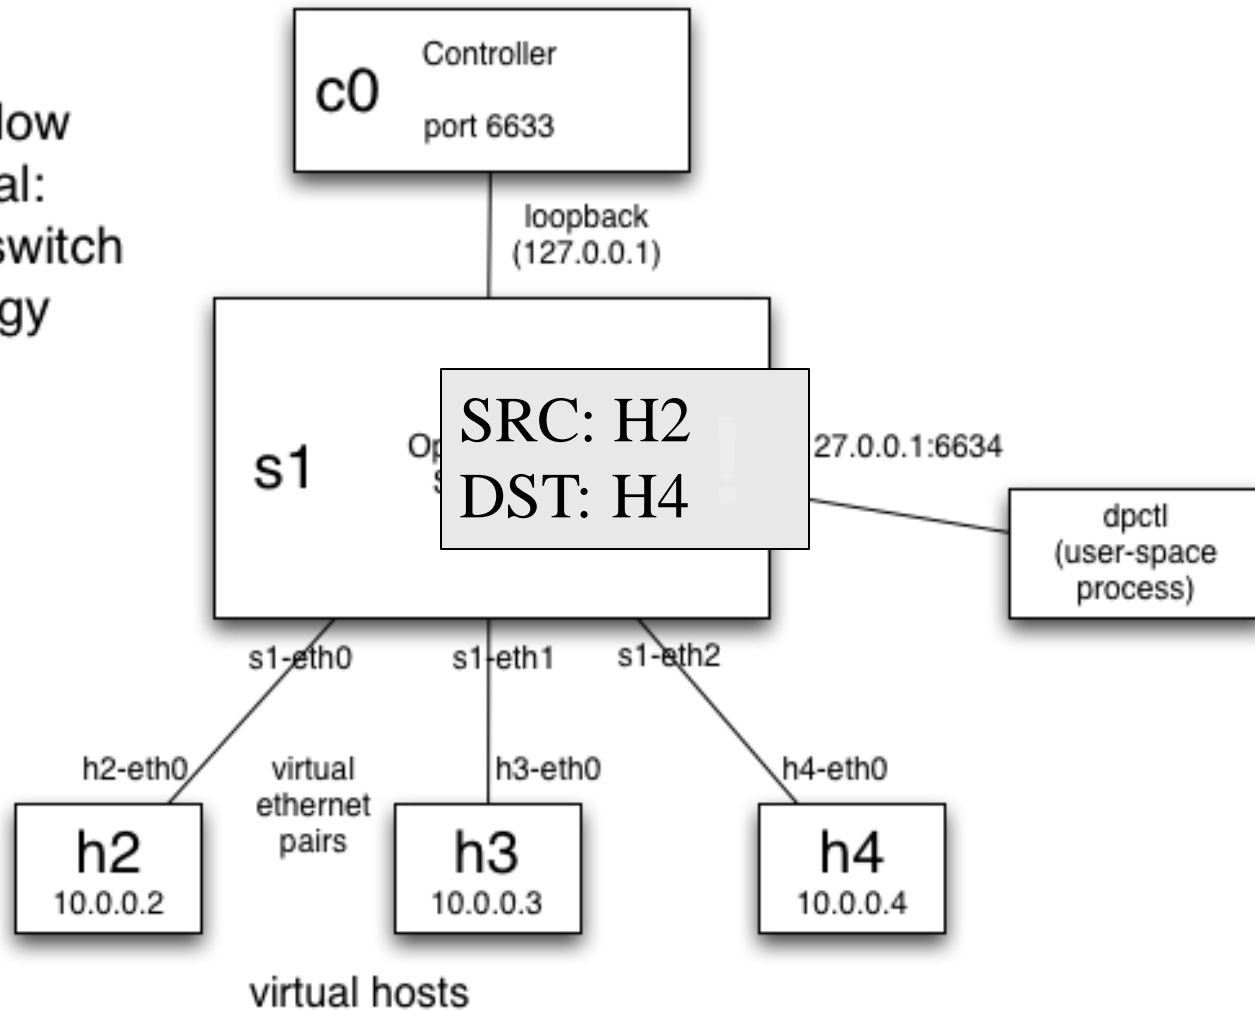 Controller
c0
port 6633
low
al:
switch
gy
loopback
(127.0.0.1)
s1
Op
SRC: H2
DST: H4
!
27.0.0.1:6634
dpctl
(user-space
process)
s1-eth0
s1-eth1
s1-eth2
h2-eth0
virtual
ethernet
pairs
h3-eth0
h4-eth0
h2
10.0.0.2
h3
10.0.0.3
h4
10.0.0.4
virtual hosts